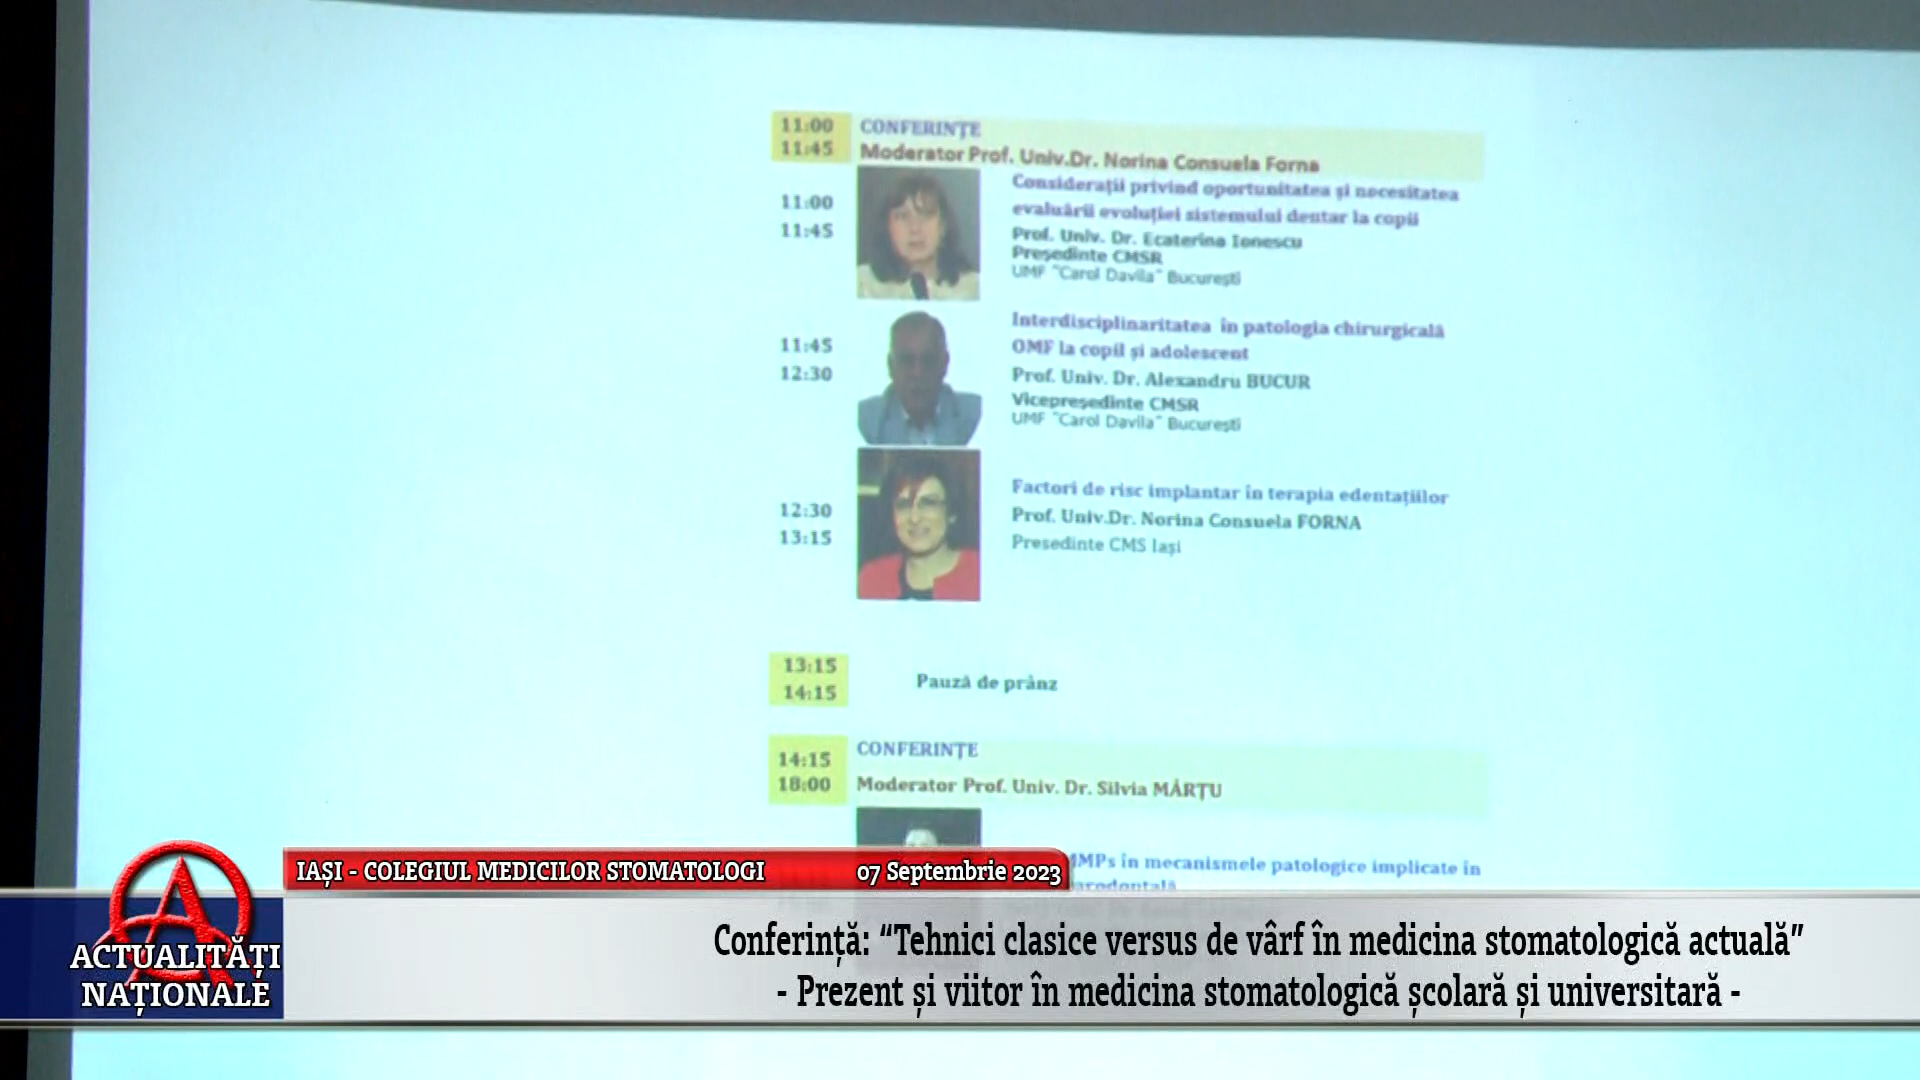 11:00
11:45
CONFERINȚE
Moderator Prof. Univ.Dr. Norina Consuela Forna
11:00
11:45
Considerații privind oportunitatea și necesitatea
evaluării evoluției sistemului dentar la copii
Prof. Univ. Dr. Ecaterina Ionescu
Președinte CMSR
UMF "Carol Davila" București
11:45
12:30
Interdisciplinaritatea în patologia chirurgicală
OMF la copil și adolescent
Prof. Univ. Dr. Alexandru BUCUR
Vicepreședinte CMSR
UMF "Carol Davila" București
12:30
13:15
Factori de risc implantar în terapia edentațiilor
Prof. Univ.Dr. Norina Consuela FORNA
Presedinte CMS Iași
13:15
14:15
Pauză de prânz
14:15
18:00
CONFERINȚE
Moderator Prof. Univ. Dr. Silvia MÂRȚU
MMPs în mecanismele patologice implicate în
IAȘI - COLEGIUL MEDICILOR STOMATOLOGI
07 Septembrie 2023
ACTUALITĂȚI
NAȚIONALE
Conferință: “Tehnici clasice versus de vârf în medicina stomatologică actuală”
- Prezent și viitor în medicina stomatologică școlară și universitară -